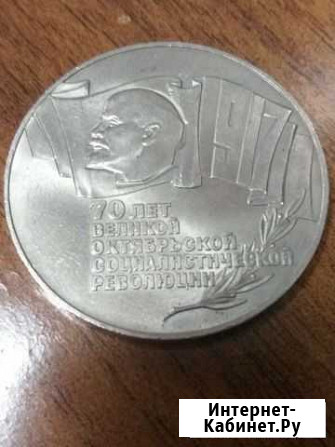 1917
70 ЛЕТ
ВЕЛИКОЙ
ОКТЯБРЬСКОЙ
СОЦИАЛИСТИЧЕСКОЙ
РЕВОЛЮЦИИ
Интернет-
Кабинет.Ру